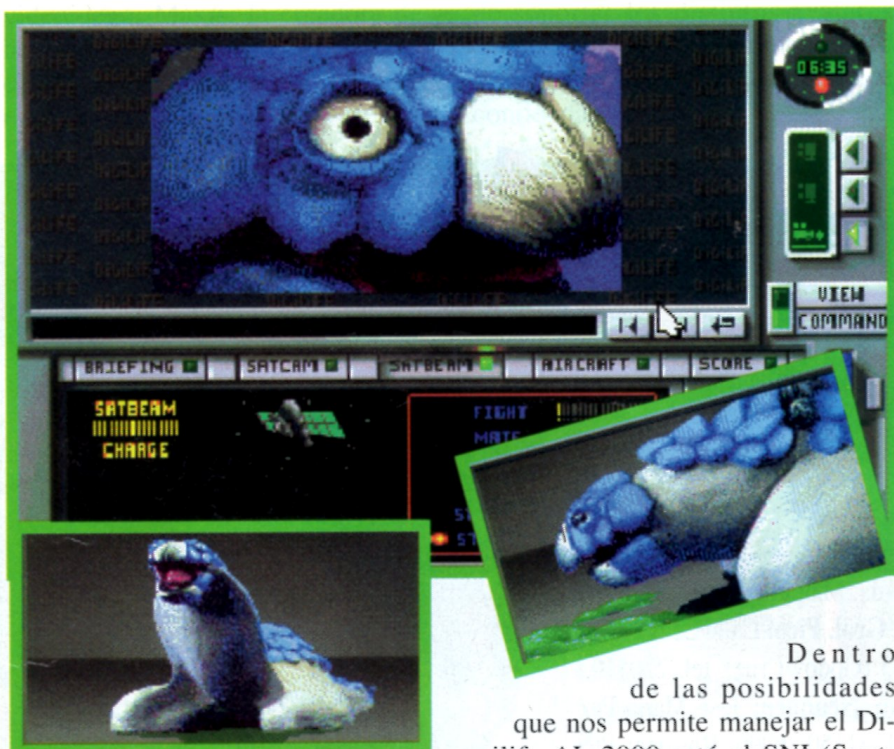 06:35
VIEW
COMMAND
BRIEFING
SATCAM
SATBEAM
AIRCRAFT
SCORE
SATBEAM
CHARGE
FIGHT
MATE
Dentro
de las posibilidades
que nos permite manejar el Di-